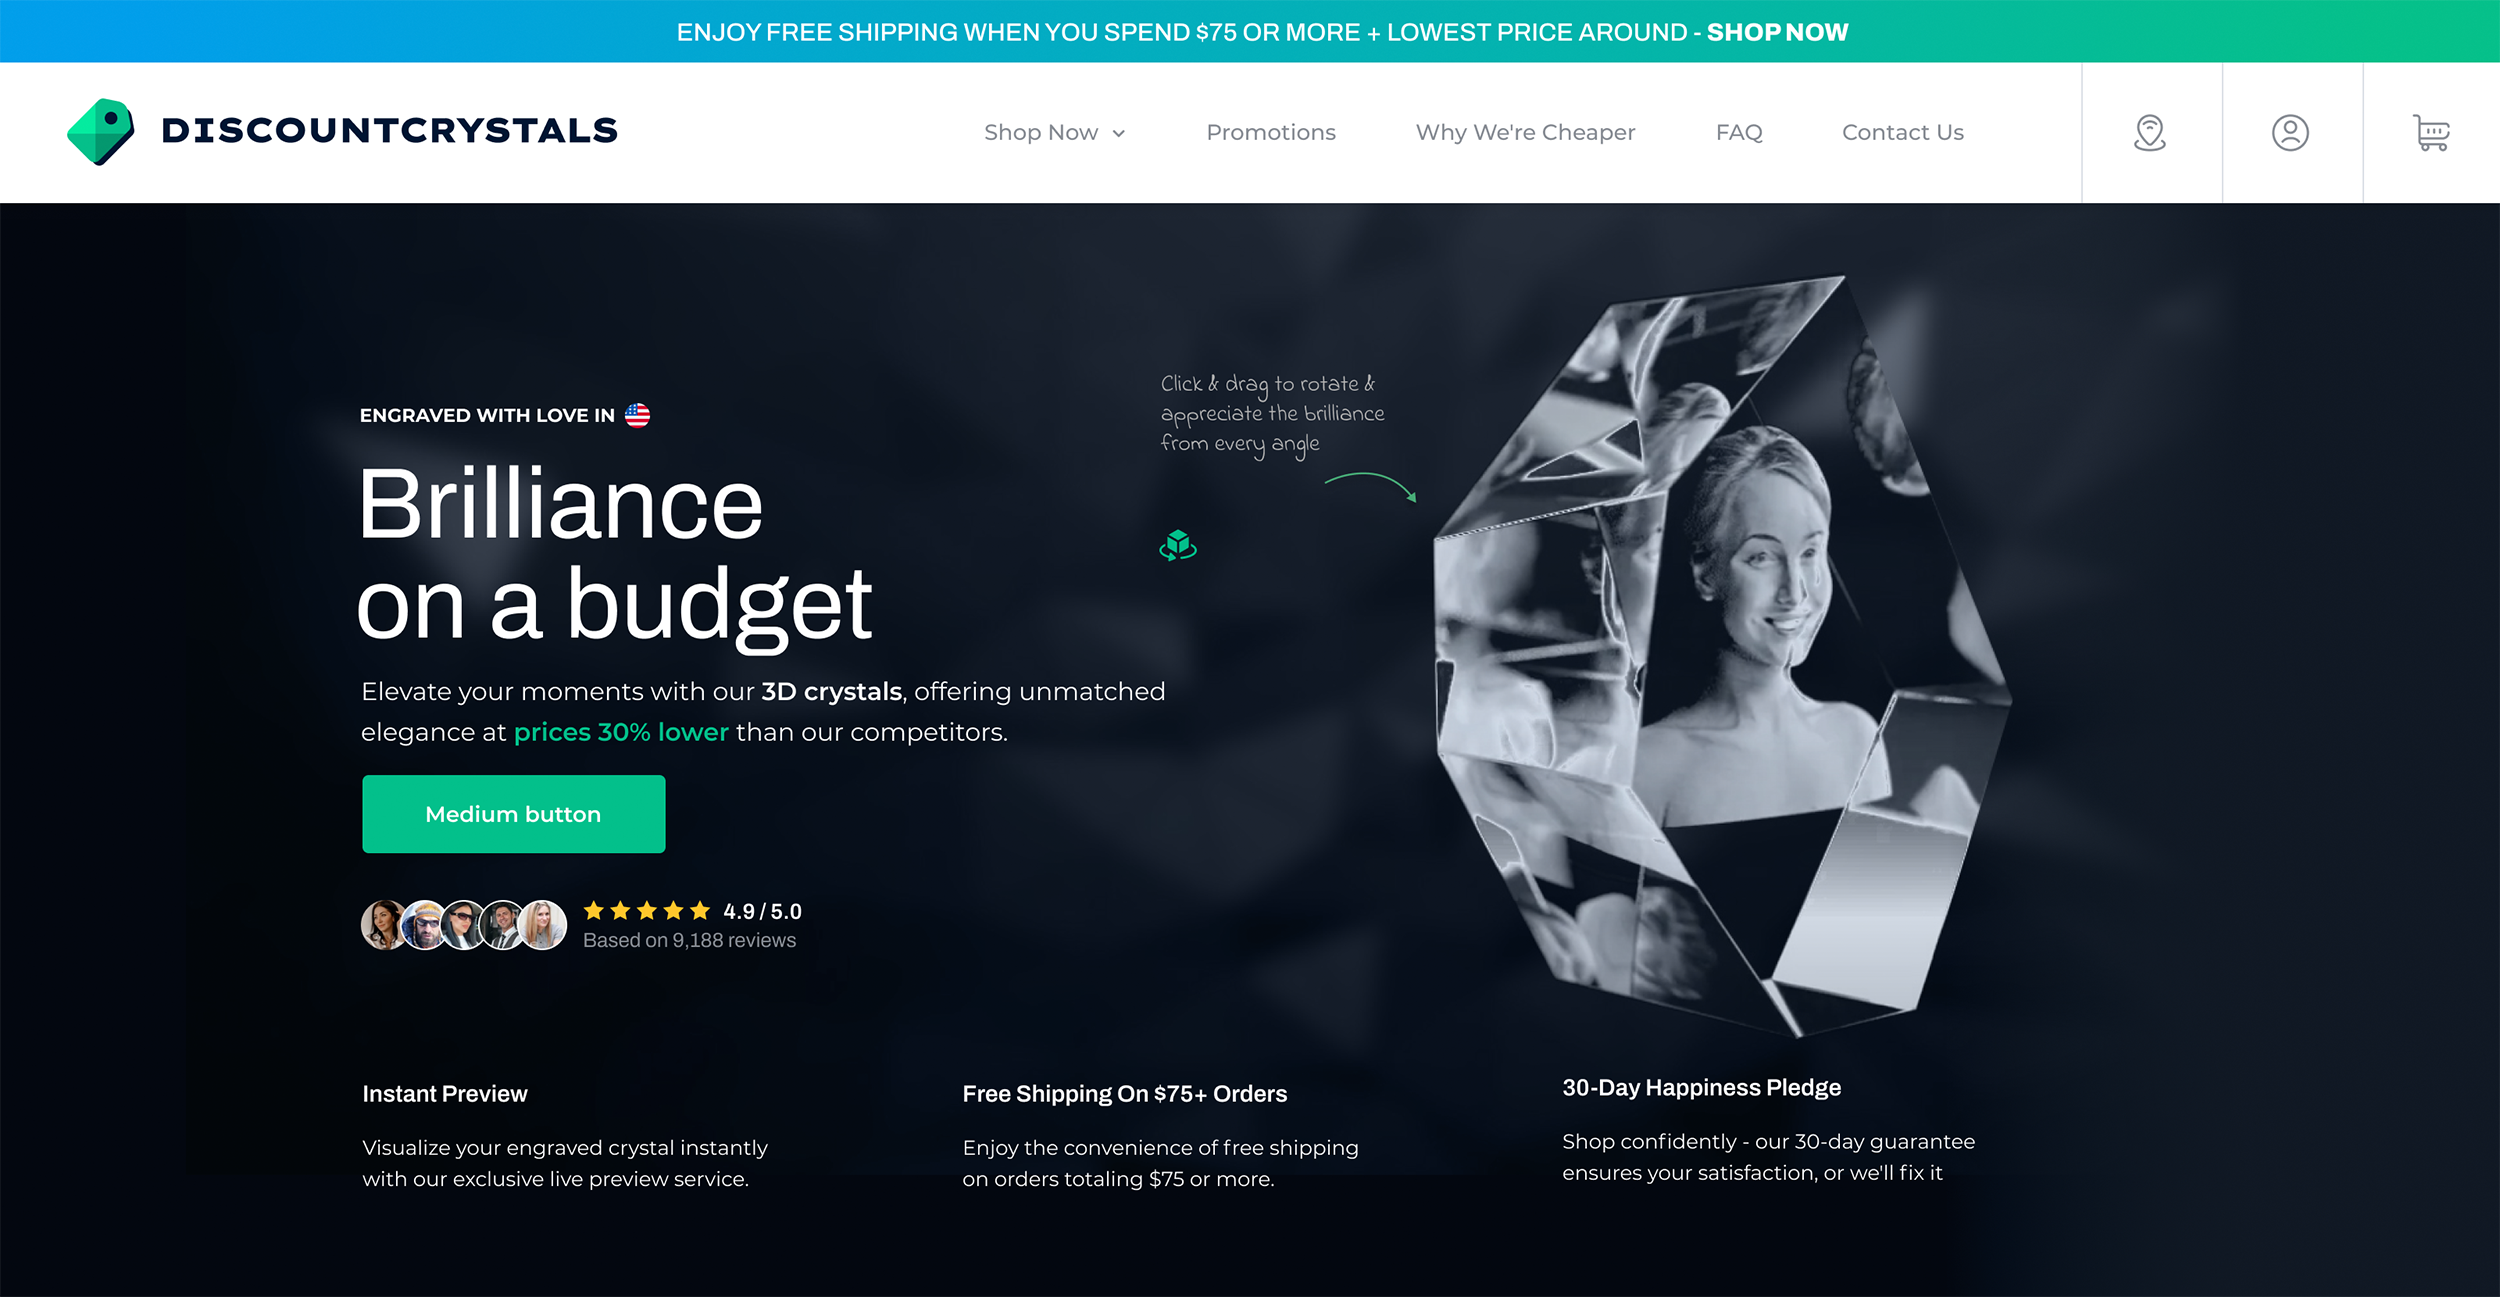 ENJOY FREE SHIPPING WHEN YOU SPEND $75 OR MORE + LOWEST PRICE AROUND - SHOP NOW
DISCOUNTCRYSTALS
Shop Now
Promotions
Why We're Cheaper
FAQ
Contact Us
Click & drag to rotate &
appreciate the brilliance
from every angle
ENGRAVED WITH LOVE IN
Brilliance
on a budget
Elevate your moments with our 3D crystals, offering unmatched
elegance at prices 30% lower than our competitors.
Medium button
4.9 / 5.0
Based on 9,188 reviews
Instant Preview
Visualize your engraved crystal instantly
with our exclusive live preview service.
Free Shipping On $75+ Orders
Enjoy the convenience of free shipping
on orders totaling $75 or more.
30-Day Happiness Pledge
Shop confidently - our 30-day guarantee
ensures your satisfaction, or we'll fix it